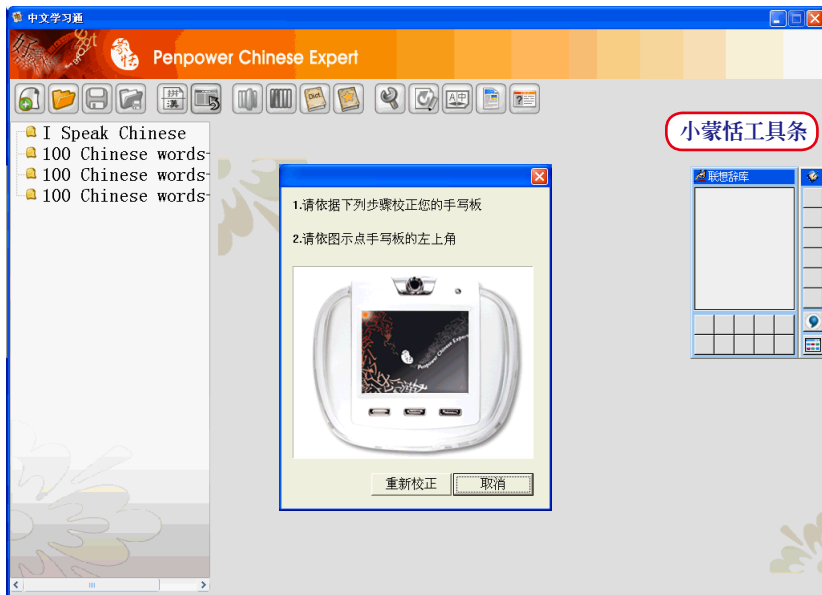 中文学习通
Penpower Chinese Expert
I Speak Chinese
100 Chinese words-
100 Chinese words-
100 Chinese words-
小蒙恬工具条
联想辞库
1.请依据下列步骤校正您的手写板
2.请依图示点手写板的左上角
Penpower Chinese Expert
重新校正
取消